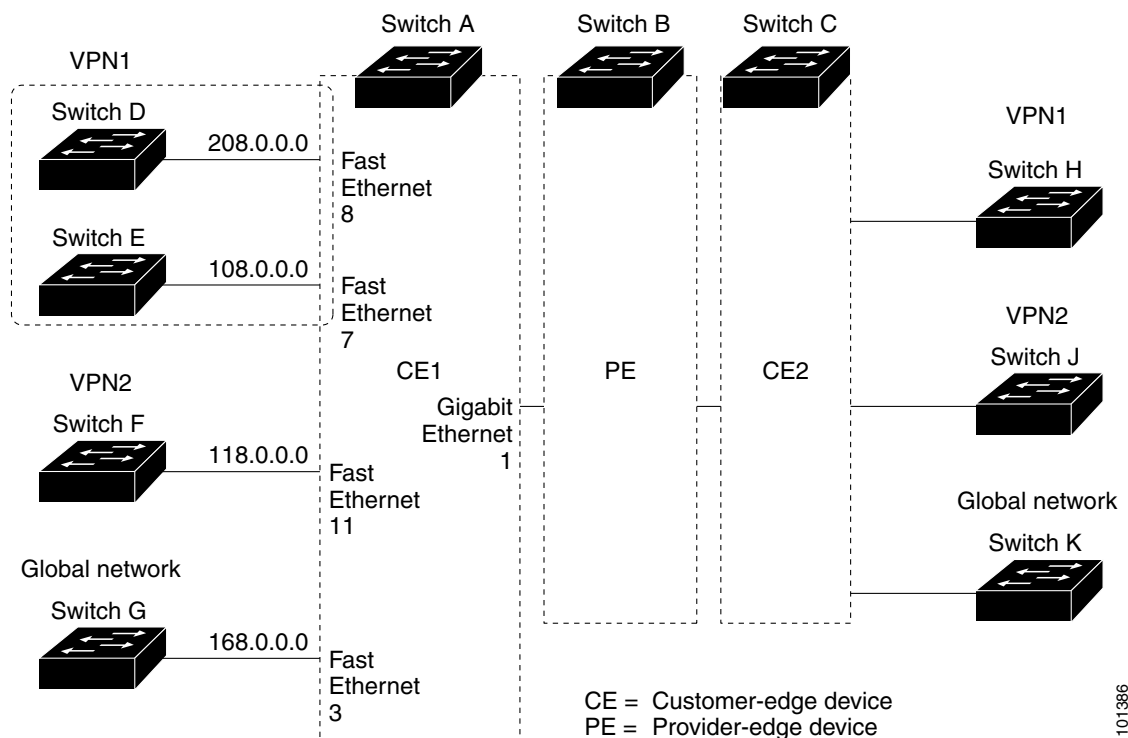 Switch A
Switch B
Switch C
VPN1
Switch D
208.0.0.0
Fast
Ethernet
8
Switch E
108.0.0.0
Fast
Ethernet
7
VPN2
Switch F
118.0.0.0
Fast
Ethernet
11
Global network
Switch G
168.0.0.0
Fast
Ethernet
3
CE1
Gigabit
Ethernet
1
PE
CE2
VPN1
Switch H
VPN2
Switch J
Global network
Switch K
CE = Customer-edge device
PE = Provider-edge device
101386